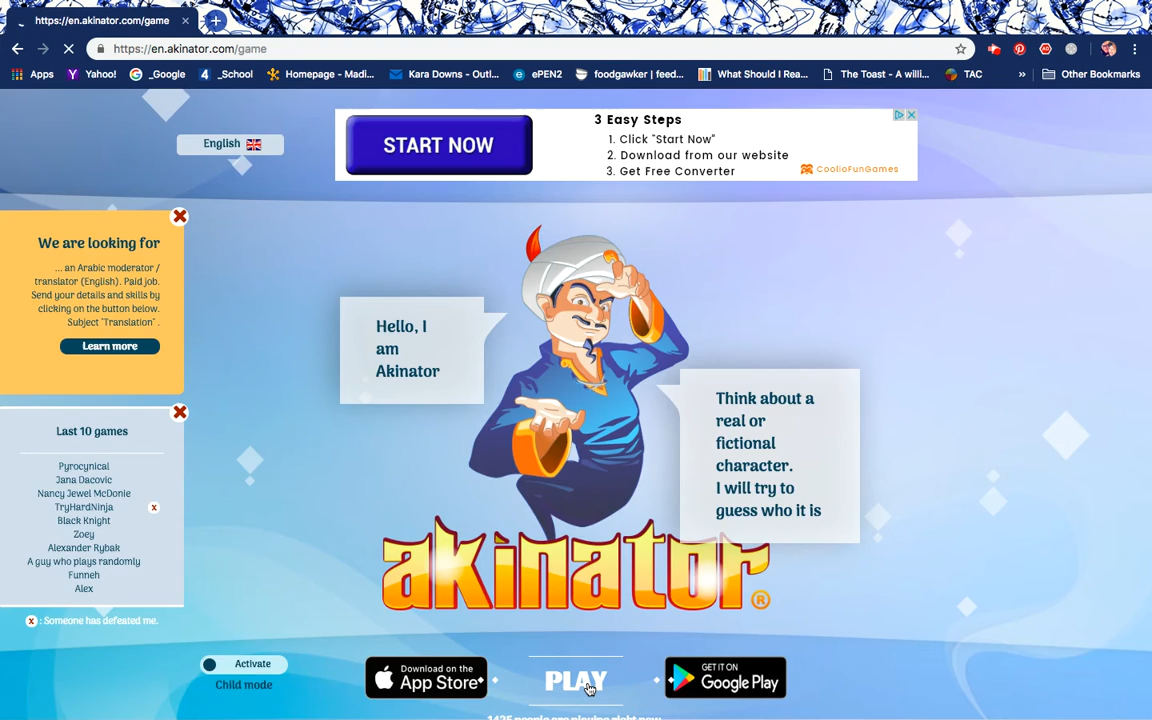 https://en.akinator.com/game
https://en.akinator.com/game
Apps Yahoo! _Google _School Homepage - Madi... Kara Downs - Outl... ePEN2 foodgawker | feed... What Should I Rea... The Toast - A willi... TAC » Other Bookmarks
English
START NOW
3 Easy Steps
1. Click "Start Now"
2. Download from our website
3. Get Free Converter
CoolioFunGames
We are looking for
... an Arabic moderator /
translator (English). Paid job.
Send your details and skills by
clicking on the button below.
Subject "Translation" .
Learn more
Hello, I
am
Akinator
Think about a
real or
fictional
character.
I will try to
guess who it is
Last 10 games
Pyrocynical
Jana Dacovic
Nancy Jewel McDonie
TryHardNinja x
Black Knight
Zoey
Alexander Rybak
A guy who plays randomly
Funneh
Alex
x : Someone has defeated me.
akinator®
Activate
Child mode
Download on the
App Store
PLAY
GET IT ON
Google Play
1425 people are playing right now